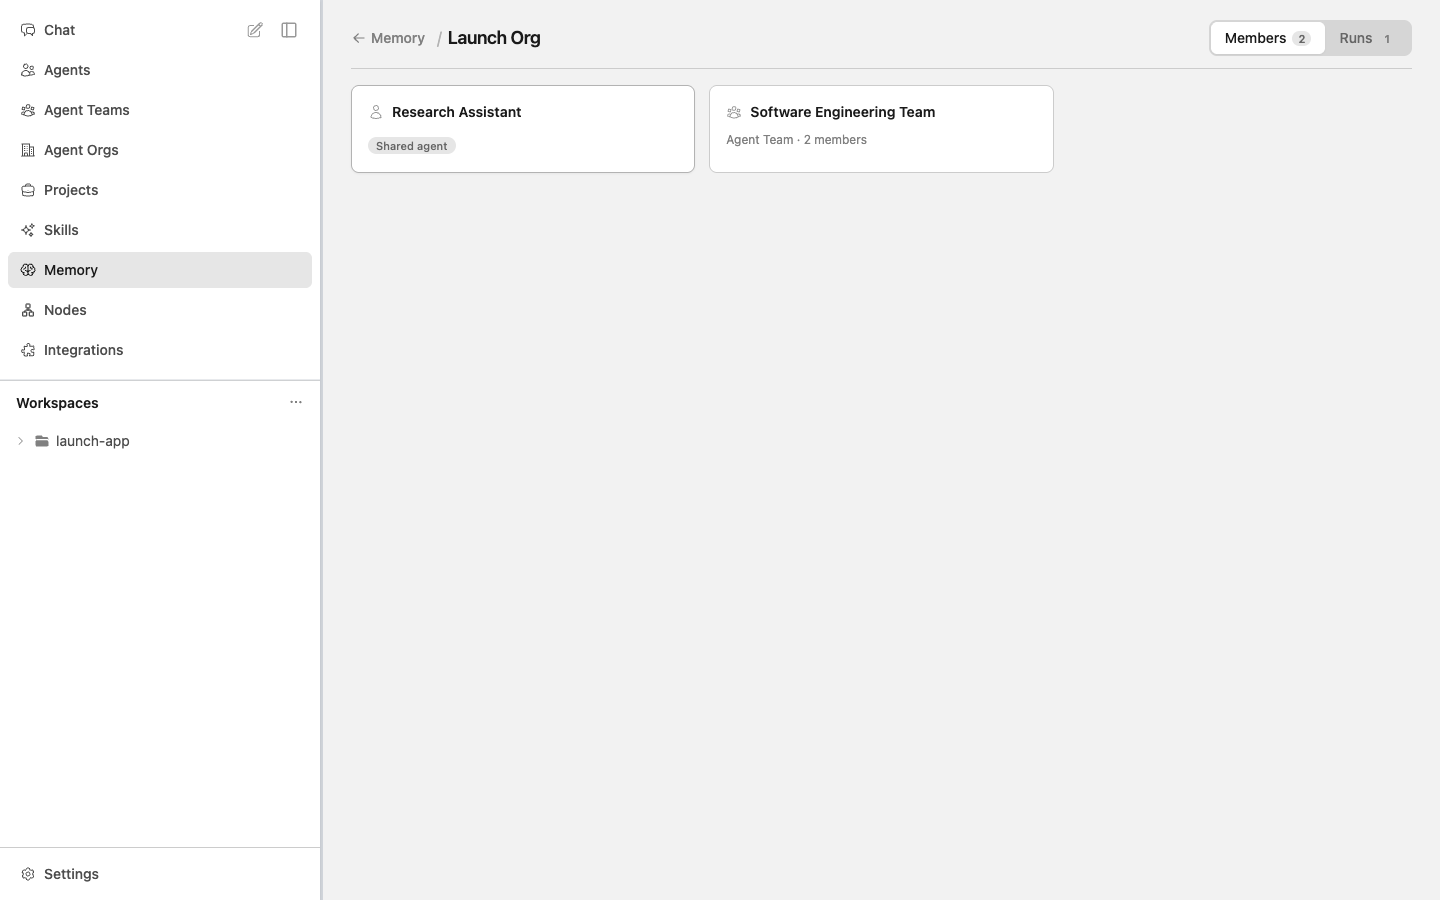 Chat
Agents
Agent Teams
Agent Orgs
Projects
Skills
Memory
Nodes
Integrations
Workspaces
launch-app
Settings
Memory / Launch Org
Members 2
Runs 1
Research Assistant
Shared agent
Software Engineering Team
Agent Team · 2 members